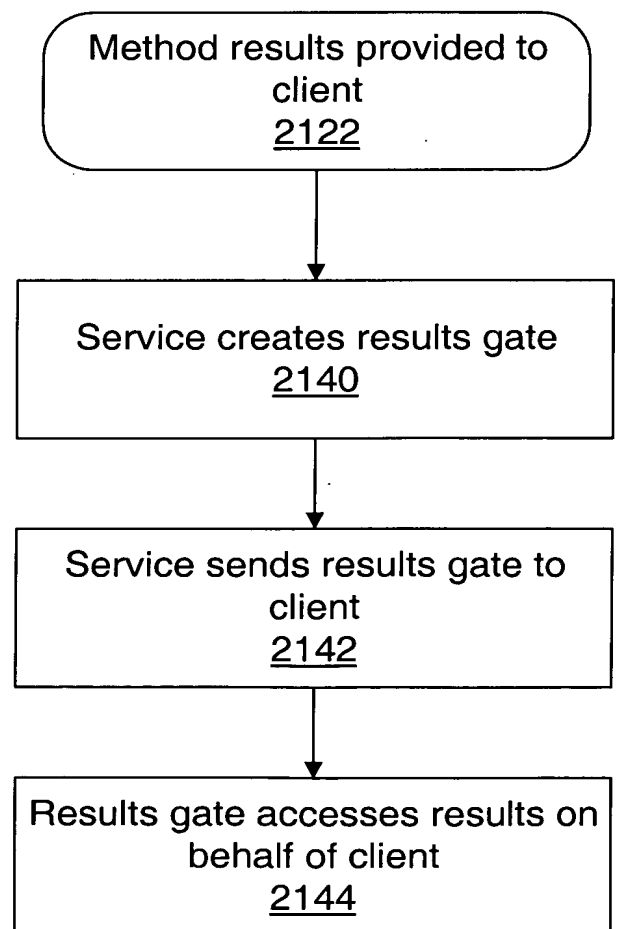 Method results provided to
client
2122
Service creates results gate
2140
Service sends results gate to
client
2142
Results gate accesses results on
behalf of client
2144